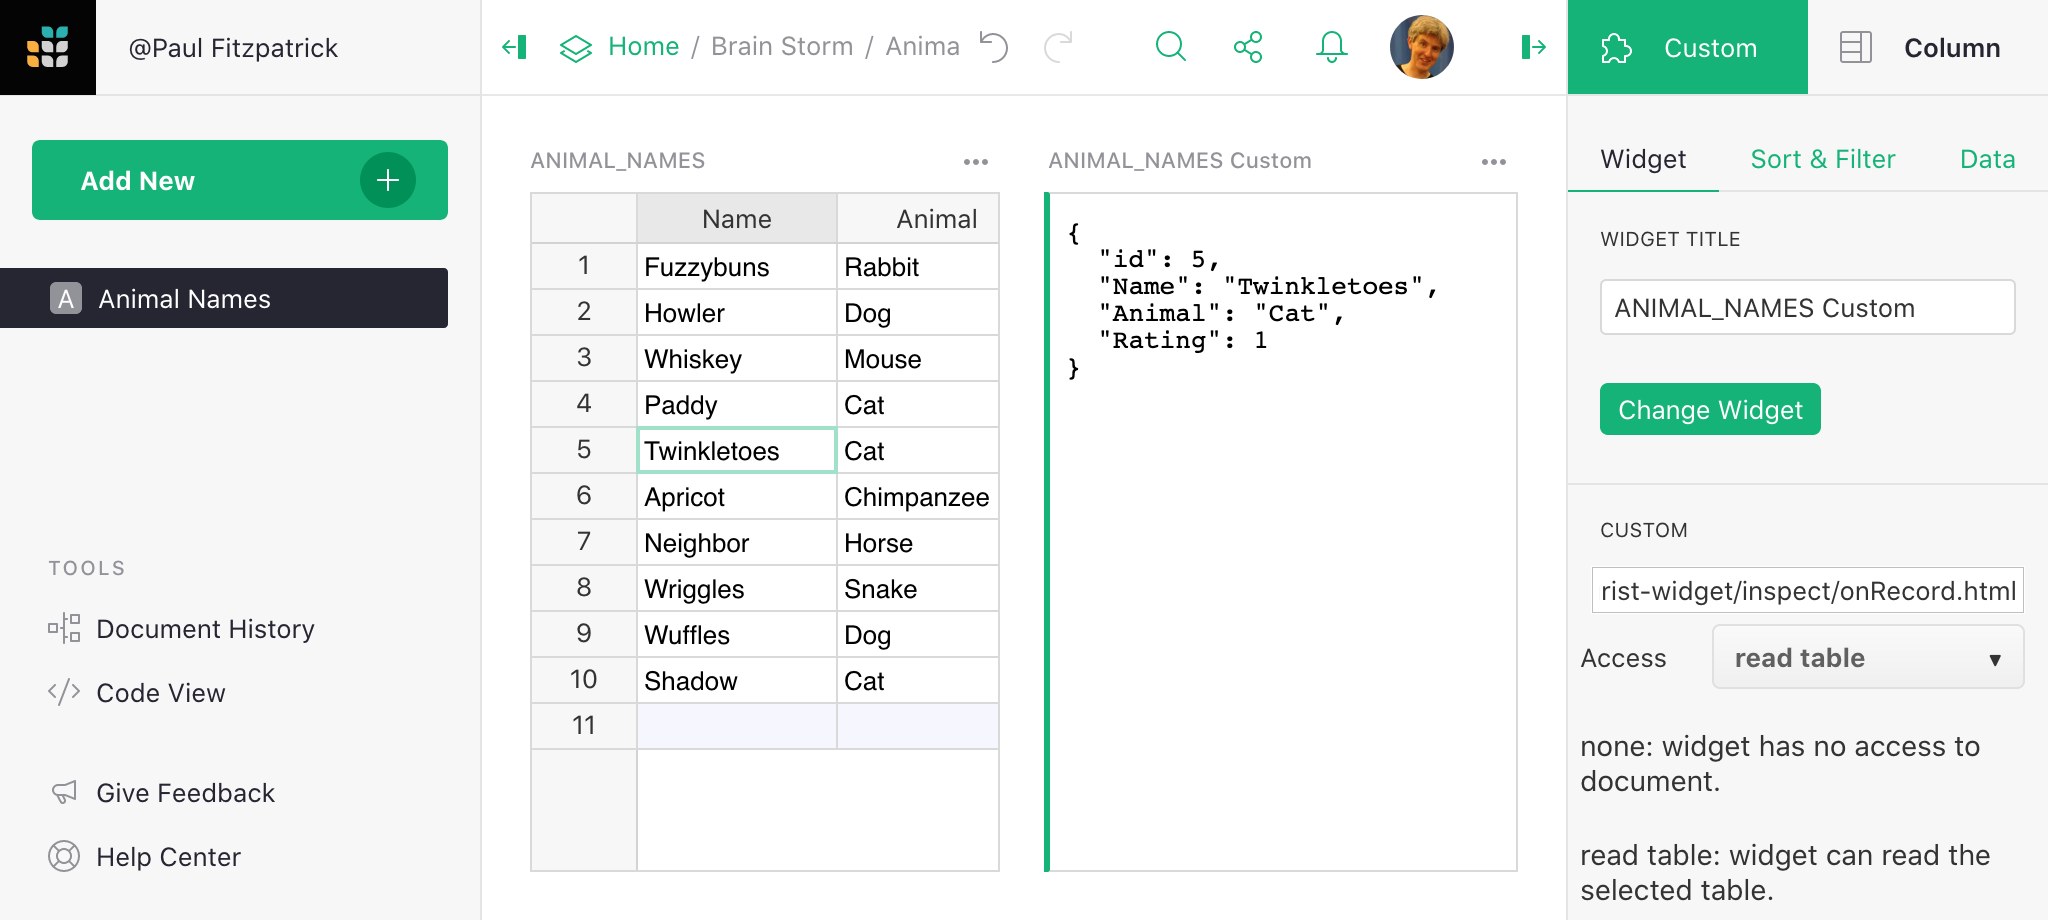 @Paul Fitzpatrick
Add New
A Animal Names
TOOLS
Document History
Code View
Give Feedback
Help Center
Home / Brain Storm / Anima
ANIMAL_NAMES
Name Animal
1 Fuzzybuns Rabbit
2 Howler Dog
3 Whiskey Mouse
4 Paddy Cat
5 Twinkletoes Cat
6 Apricot Chimpanzee
7 Neighbor Horse
8 Wriggles Snake
9 Wuffles Dog
10 Shadow Cat
11
ANIMAL_NAMES Custom
{
"id": 5,
"Name": "Twinkletoes",
"Animal": "Cat",
"Rating": 1
}
Custom Column
Widget Sort & Filter Data
WIDGET TITLE
ANIMAL_NAMES Custom
Change Widget
CUSTOM
rist-widget/inspect/onRecord.html
Access read table
none: widget has no access to
document.
read table: widget can read the
selected table.